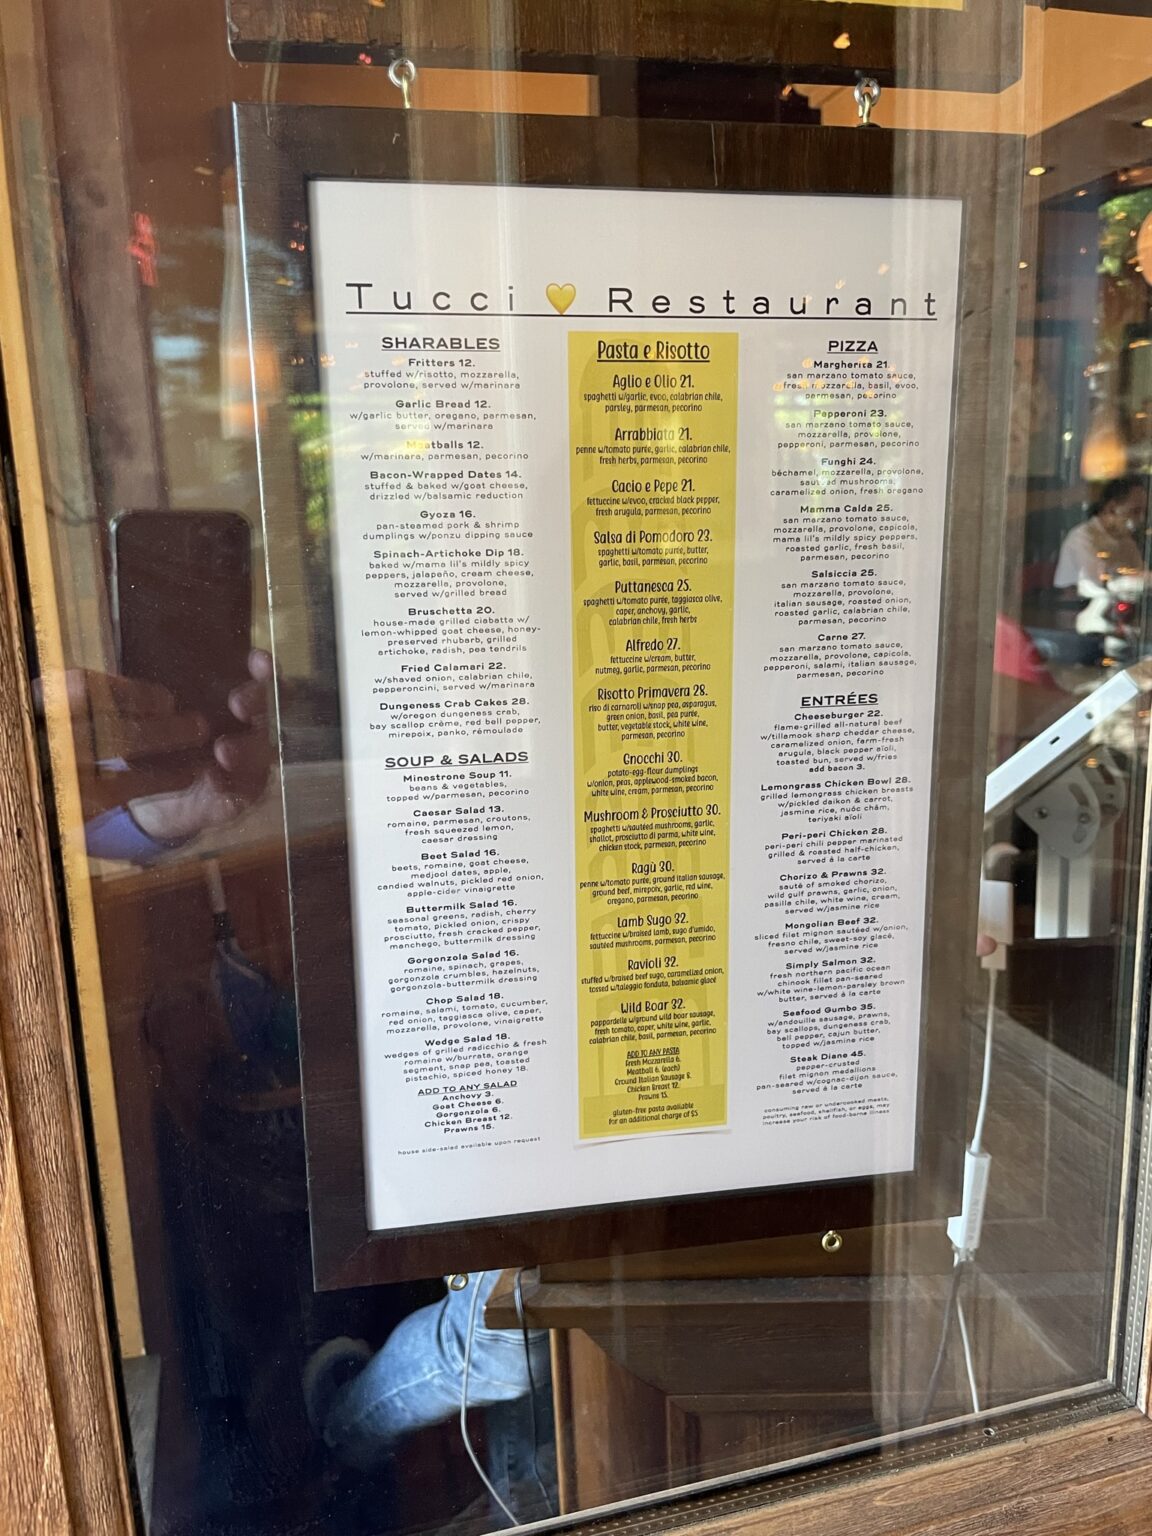 Tucci 💛 Restaurant
SHARABLES
Fritters 12.
stuffed w/risotto, mozzarella,
provolone, served w/marinara
Garlic Bread 12.
w/garlic butter, oregano, parmesan,
served w/marinara
Meatballs 12.
w/marinara, parmesan, pecorino
Bacon-Wrapped Dates 14.
stuffed & baked w/goat cheese,
drizzled w/balsamic reduction
Gyoza 16.
pan-steamed pork & shrimp
dumplings w/ponzu dipping sauce
Spinach-Artichoke Dip 18.
baked w/mama lil's mildly spicy
peppers, jalapeño, cream cheese,
mozzarella, provolone,
served w/grilled bread
Bruschetta 20.
house-made grilled ciabatta w/
lemon-whipped goat cheese, honey-
preserved rhubarb, grilled
artichoke, radish, pea tendrils
Fried Calamari 22.
w/shaved onion, calabrian chile,
pepperoncini, served w/marinara
Dungeness Crab Cakes 28.
w/oregon dungeness crab,
bay scallop crème, red bell pepper,
mirepoix, panko, rémoulade
SOUP & SALADS
Minestrone Soup 11.
beans & vegetables,
topped w/parmesan, pecorino
Caesar Salad 13.
romaine, parmesan, croutons,
fresh squeezed lemon,
caesar dressing
Beet Salad 16.
beets, romaine, goat cheese,
medjool dates, apple,
candied walnuts, pickled red onion,
apple-cider vinaigrette
Buttermilk Salad 16.
seasonal greens, radish, cherry
tomato, pickled onion, crispy
prosciutto, fresh cracked pepper,
manchego, buttermilk dressing
Gorgonzola Salad 16.
romaine, spinach, grapes,
gorgonzola crumbles, hazelnuts,
gorgonzola-buttermilk dressing
Chop Salad 18.
romaine, salami, tomato, cucumber,
red onion, taggiasca olive, caper,
mozzarella, provolone, vinaigrette
Wedge Salad 18.
wedges of grilled radicchio & fresh
romaine w/burrata, orange
segment, snap pea, toasted
pistachio, spiced honey 18.
ADD TO ANY SALAD
Anchovy 3.
Goat Cheese 6.
Gorgonzola 6.
Chicken Breast 12.
Prawns 15.
house side-salad available upon request
Pasta e Risotto
Aglio e Olio 21.
spaghetti w/garlic, evoo, calabrian chile,
parsley, parmesan, pecorino
Arrabbiata 21.
penne w/tomato purée, garlic, calabrian chile,
fresh herbs, parmesan, pecorino
Cacio e Pepe 21.
fettuccine w/evoo, cracked black pepper,
fresh arugula, parmesan, pecorino
Salsa di Pomodoro 23.
spaghetti w/tomato purée, butter,
garlic, basil, parmesan, pecorino
Puttanesca 25.
spaghetti w/tomato purée, taggiasca olive,
caper, anchovy, garlic,
calabrian chile, fresh herbs
Alfredo 27.
fettuccine w/cream, butter,
nutmeg, garlic, parmesan, pecorino
Risotto Primavera 28.
riso di carnaroli w/snap pea, asparagus,
green onion, basil, pea purée,
butter, vegetable stock, white wine,
parmesan, pecorino
Gnocchi 30.
potato-egg-flour dumplings
w/onion, peas, applewood-smoked bacon,
white wine, cream, parmesan, pecorino
Mushroom & Prosciutto 30.
spaghetti w/sautéed mushrooms, garlic,
shallot, prosciutto di parma, white wine,
chicken stock, parmesan, pecorino
Ragù 30.
penne w/tomato purée, ground italian sausage,
ground beef, mirepoix, garlic, red wine,
oregano, parmesan, pecorino
Lamb Sugo 32.
fettuccine w/braised lamb, sugo d'umido,
sautéed mushrooms, parmesan, pecorino
Ravioli 32.
stuffed w/braised beef sugo, caramelized onion,
tossed w/taleggio fonduta, balsamic glacé
Wild Boar 32.
pappardelle w/ground wild boar sausage,
fresh tomato, caper, white wine, garlic,
calabrian chile, basil, parmesan, pecorino
ADD TO ANY PASTA
Fresh Mozzarella 6.
Meatball 6. (each)
Ground Italian Sausage 8.
Chicken Breast 12.
Prawns 15.
gluten-free pasta available
for an additional charge of $5
PIZZA
Margherita 21.
san marzano tomato sauce,
fresh mozzarella, basil, evoo,
parmesan, pecorino
Pepperoni 23.
san marzano tomato sauce,
mozzarella, provolone,
pepperoni, parmesan, pecorino
Funghi 24.
béchamel, mozzarella, provolone,
sautéed mushrooms,
caramelized onion, fresh oregano
Mamma Calda 25.
san marzano tomato sauce,
mozzarella, provolone, capicola,
mama lil's mildly spicy peppers,
roasted garlic, fresh basil,
parmesan, pecorino
Salsiccia 25.
san marzano tomato sauce,
mozzarella, provolone,
italian sausage, roasted onion,
roasted garlic, calabrian chile,
parmesan, pecorino
Carne 27.
san marzano tomato sauce,
mozzarella, provolone, capicola,
pepperoni, salami, italian sausage,
parmesan, pecorino
ENTRÉES
Cheeseburger 22.
flame-grilled all-natural beef
w/tillamook sharp cheddar cheese,
caramelized onion, farm-fresh
arugula, black pepper aïoli,
toasted bun, served w/fries
add bacon 3.
Lemongrass Chicken Bowl 28.
grilled lemongrass chicken breasts
w/pickled daikon & carrot,
jasmine rice, nuóc chấm,
teriyaki aïoli
Peri-peri Chicken 28.
peri-peri chili pepper marinated
grilled & roasted half-chicken,
served á la carte
Chorizo & Prawns 32.
sauté of smoked chorizo,
wild gulf prawns, garlic, onion,
pasilla chile, white wine, cream,
served w/jasmine rice
Mongolian Beef 32.
sliced filet mignon sautéed w/onion,
fresno chile, sweet-soy glacé,
served w/jasmine rice
Simply Salmon 32.
fresh northern pacific ocean
chinook fillet pan-seared
w/white wine-lemon-parsley brown
butter, served á la carte
Seafood Gumbo 35.
w/andouille sausage, prawns,
bay scallops, dungeness crab,
bell pepper, cajun butter,
topped w/jasmine rice
Steak Diane 45.
pepper-crusted
filet mignon medallions
pan-seared w/cognac-dijon sauce,
served á la carte
consuming raw or undercooked meats,
poultry, seafood, shellfish, or eggs, may
increase your risk of food-borne illness